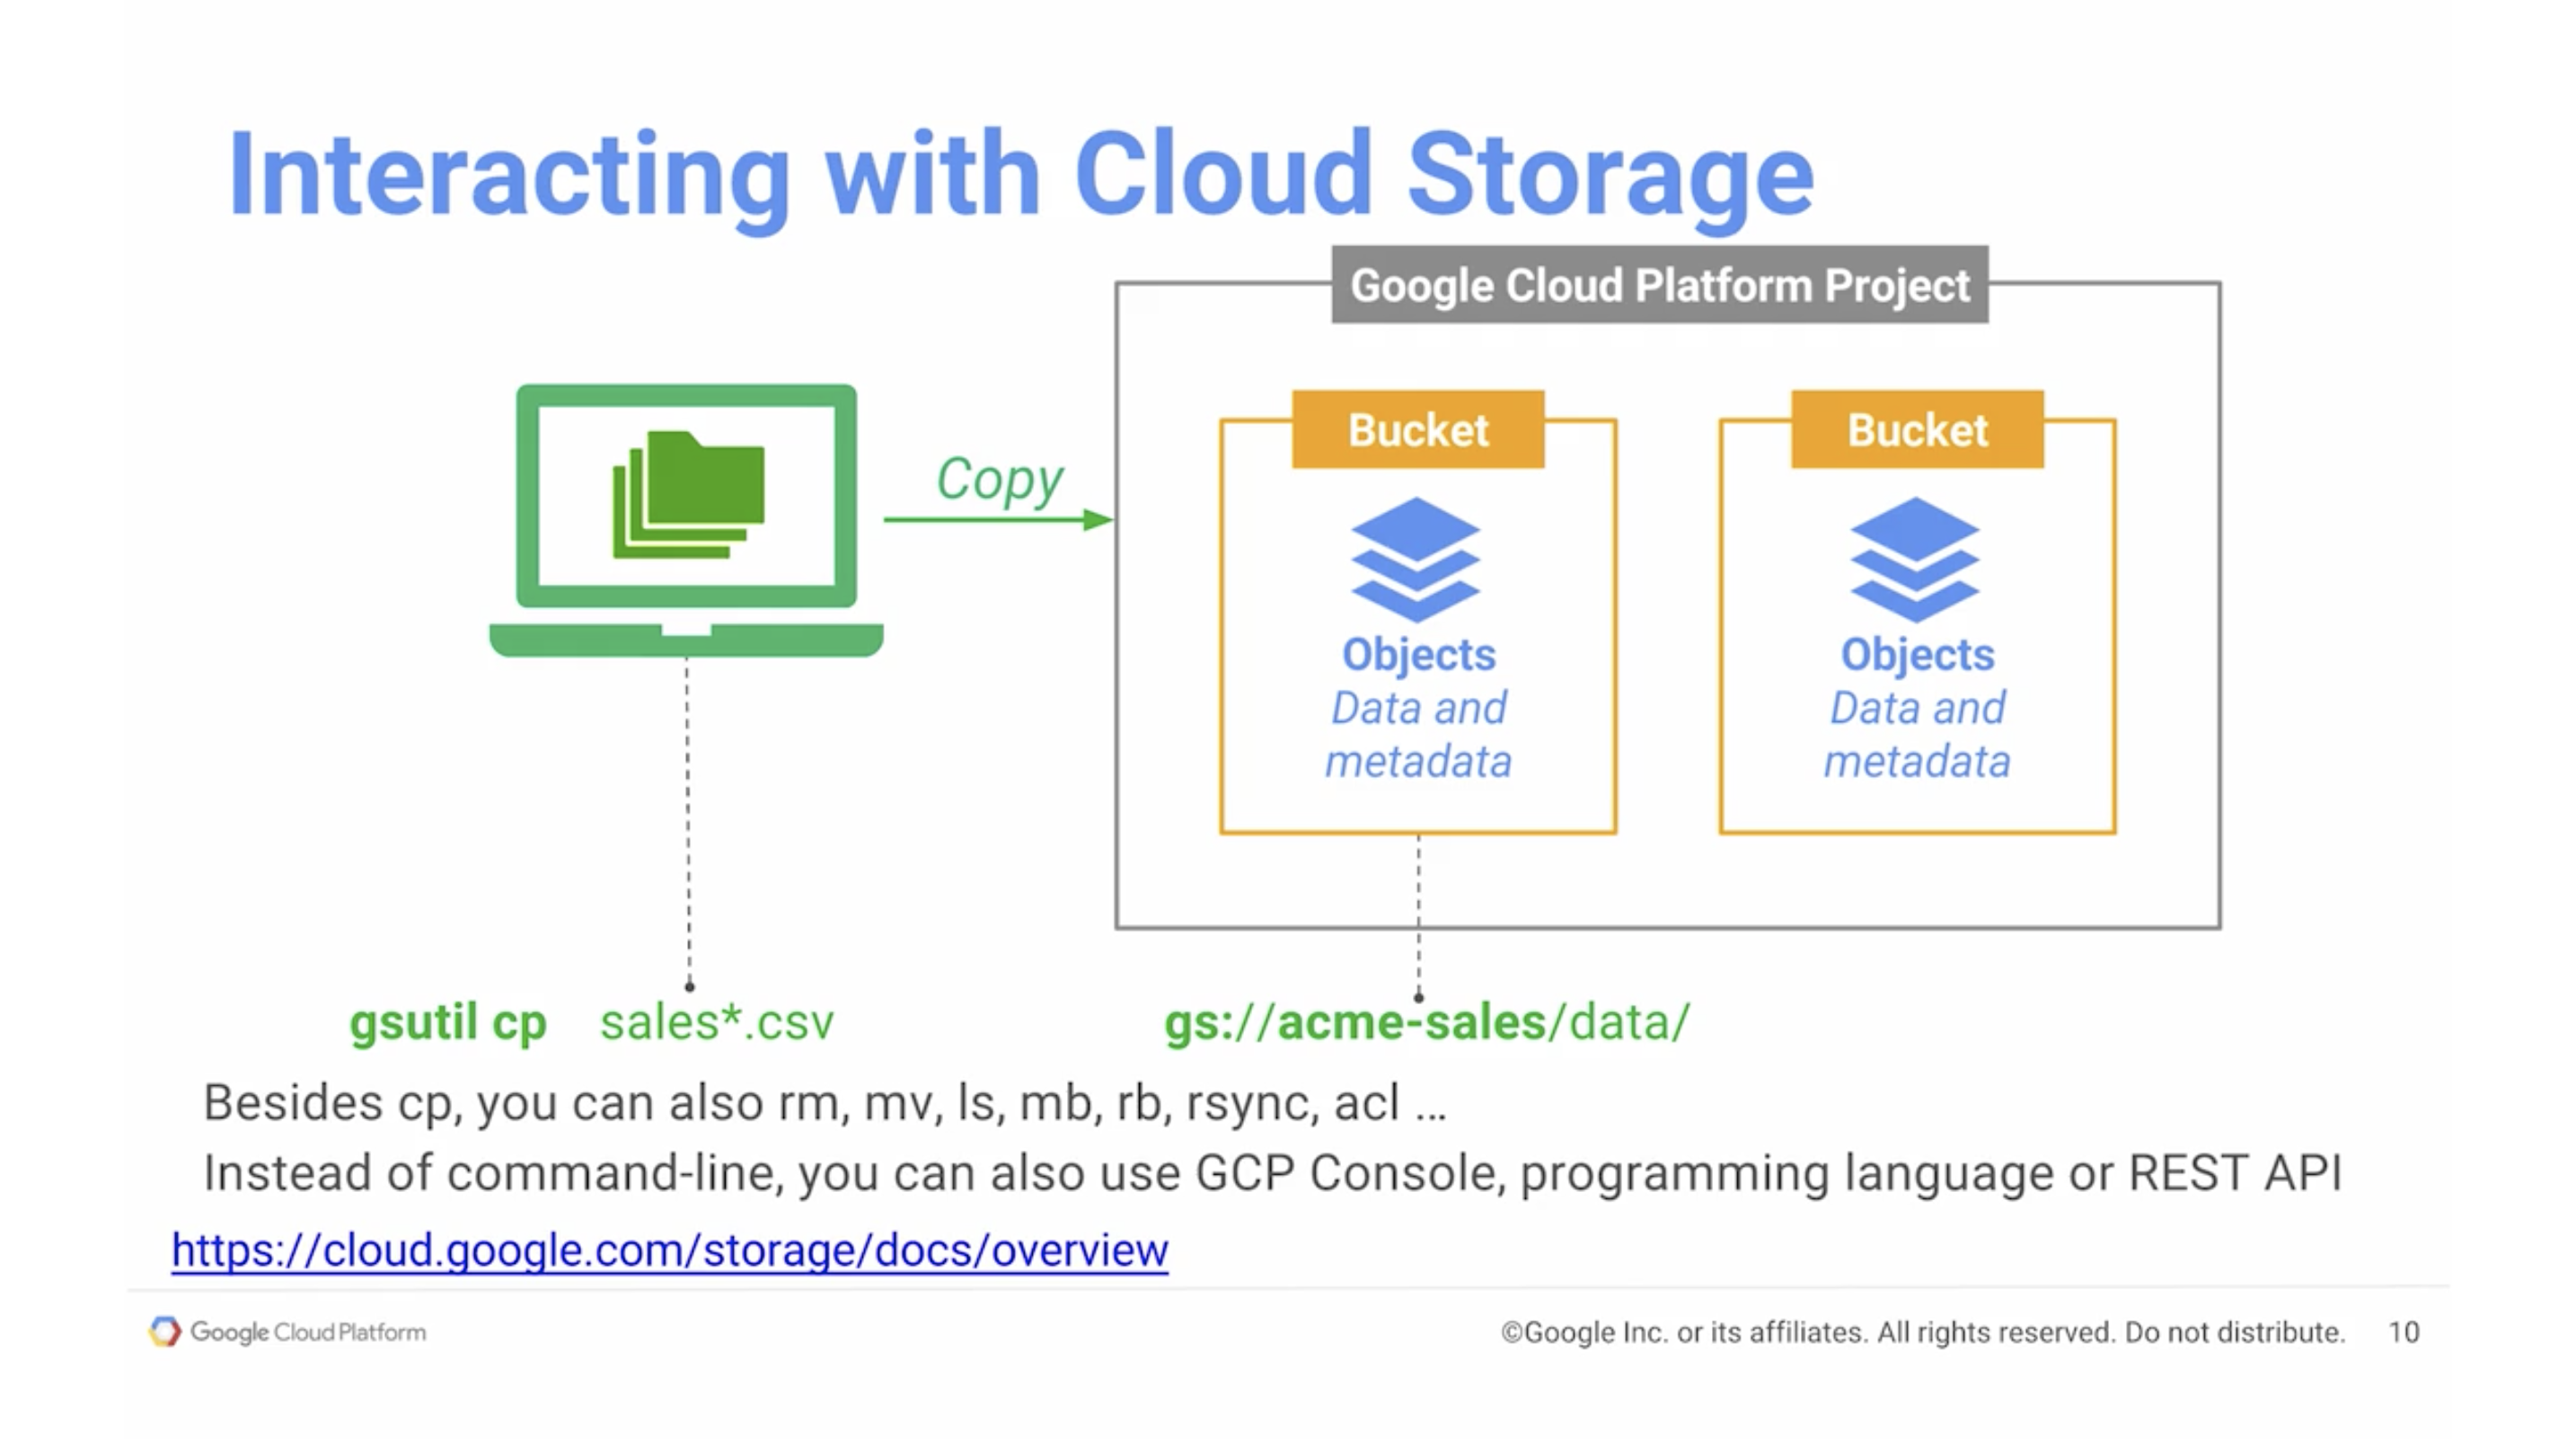 Interacting with Cloud Storage
Google Cloud Platform Project
Copy
Bucket
Objects
Data and
metadata
Bucket
Objects
Data and
metadata
gsutil cp sales*.csv gs://acme-sales/data/
Besides cp, you can also rm, mv, ls, mb, rb, rsync, acl ...
Instead of command-line, you can also use GCP Console, programming language or REST API
https://cloud.google.com/storage/docs/overview
Google Cloud Platform
©Google Inc. or its affiliates. All rights reserved. Do not distribute. 10